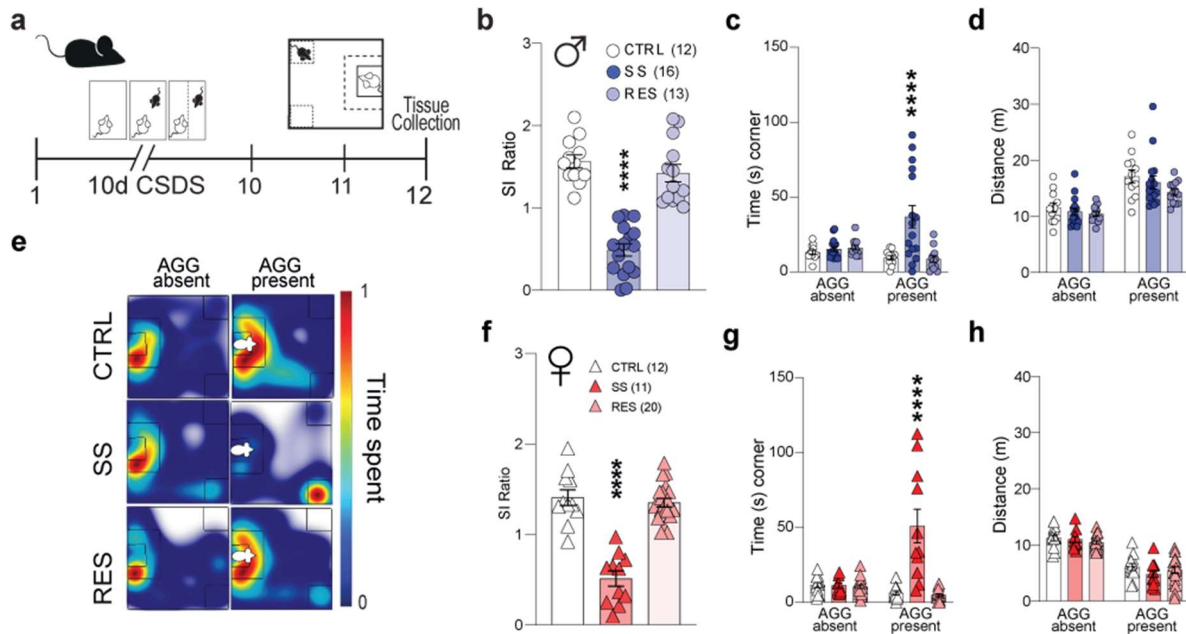 a
Tissue
Collection
1
10d CSDS
10
11
12
b
3
2
1
0
SI Ratio
♂
CTRL (12)
SS (16)
RES (13)
****
c
150
100
50
0
Time (s) corner
****
AGG
absent
AGG
present
d
40
30
20
10
0
Distance (m)
AGG
absent
AGG
present
e
AGG
absent
AGG
present
CTRL
SS
RES
1
Time spent
0
f
3
2
1
0
SI Ratio
♀
CTRL (12)
SS (11)
RES (20)
****
g
150
100
50
0
Time (s) corner
****
AGG
absent
AGG
present
h
40
30
20
10
0
Distance (m)
AGG
absent
AGG
present